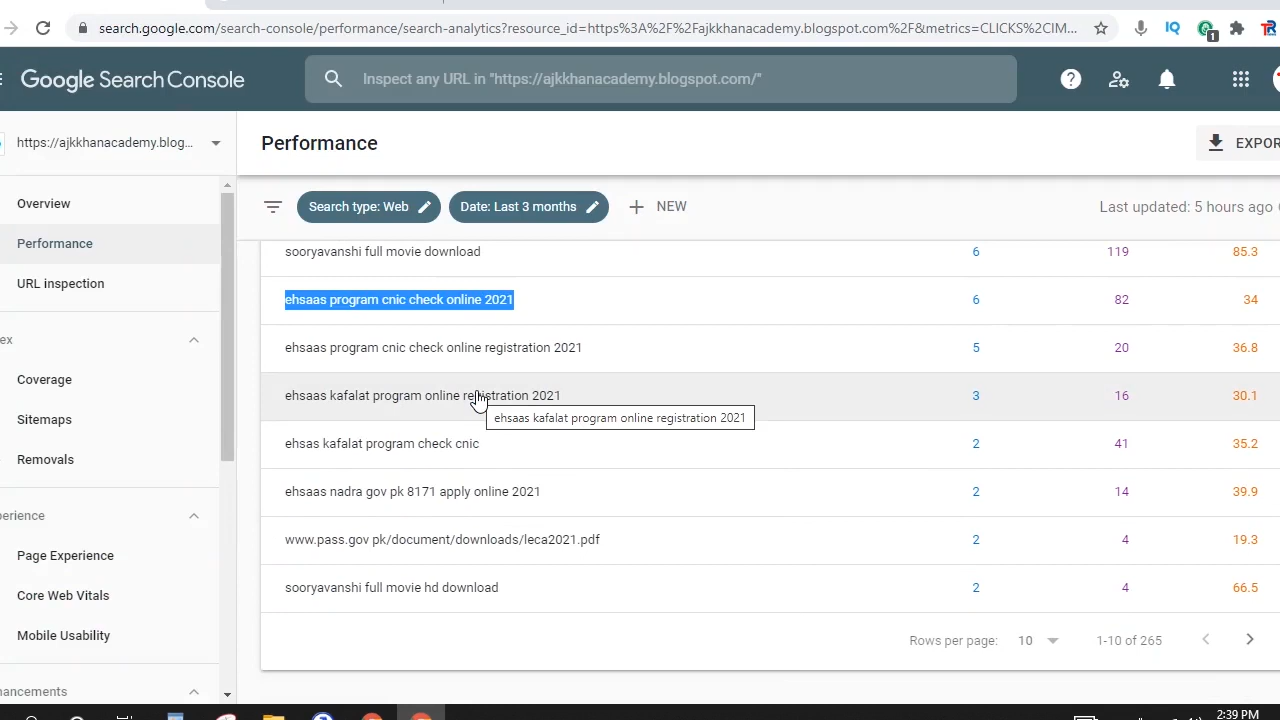 search.google.com/search-console/performance/search-analytics?resource_id=https%3A%2F%2Fajkkhanacademy.blogspot.com%2F&metrics=CLICKS%2CIM...
IQ
1
Google Search Console
Inspect any URL in "https://ajkkhanacademy.blogspot.com/"
https://ajkkhanacademy.blog...
Performance
EXPOR
Overview
Search type: Web
Date: Last 3 months
NEW
Last updated: 5 hours ago
Performance
sooryavanshi full movie download 6 119 85.3
URL inspection
ehsaas program cnic check online 2021 6 82 34
ex
ehsaas program cnic check online registration 2021 5 20 36.8
Coverage
ehsaas kafalat program online registration 2021 3 16 30.1
ehsaas kafalat program online registration 2021
Sitemaps
ehsas kafalat program check cnic 2 41 35.2
Removals
ehsaas nadra gov pk 8171 apply online 2021 2 14 39.9
perience
www.pass.gov pk/document/downloads/leca2021.pdf 2 4 19.3
Page Experience
sooryavanshi full movie hd download 2 4 66.5
Core Web Vitals
Mobile Usability
Rows per page: 10 1-10 of 265
nancements
2:39 PM